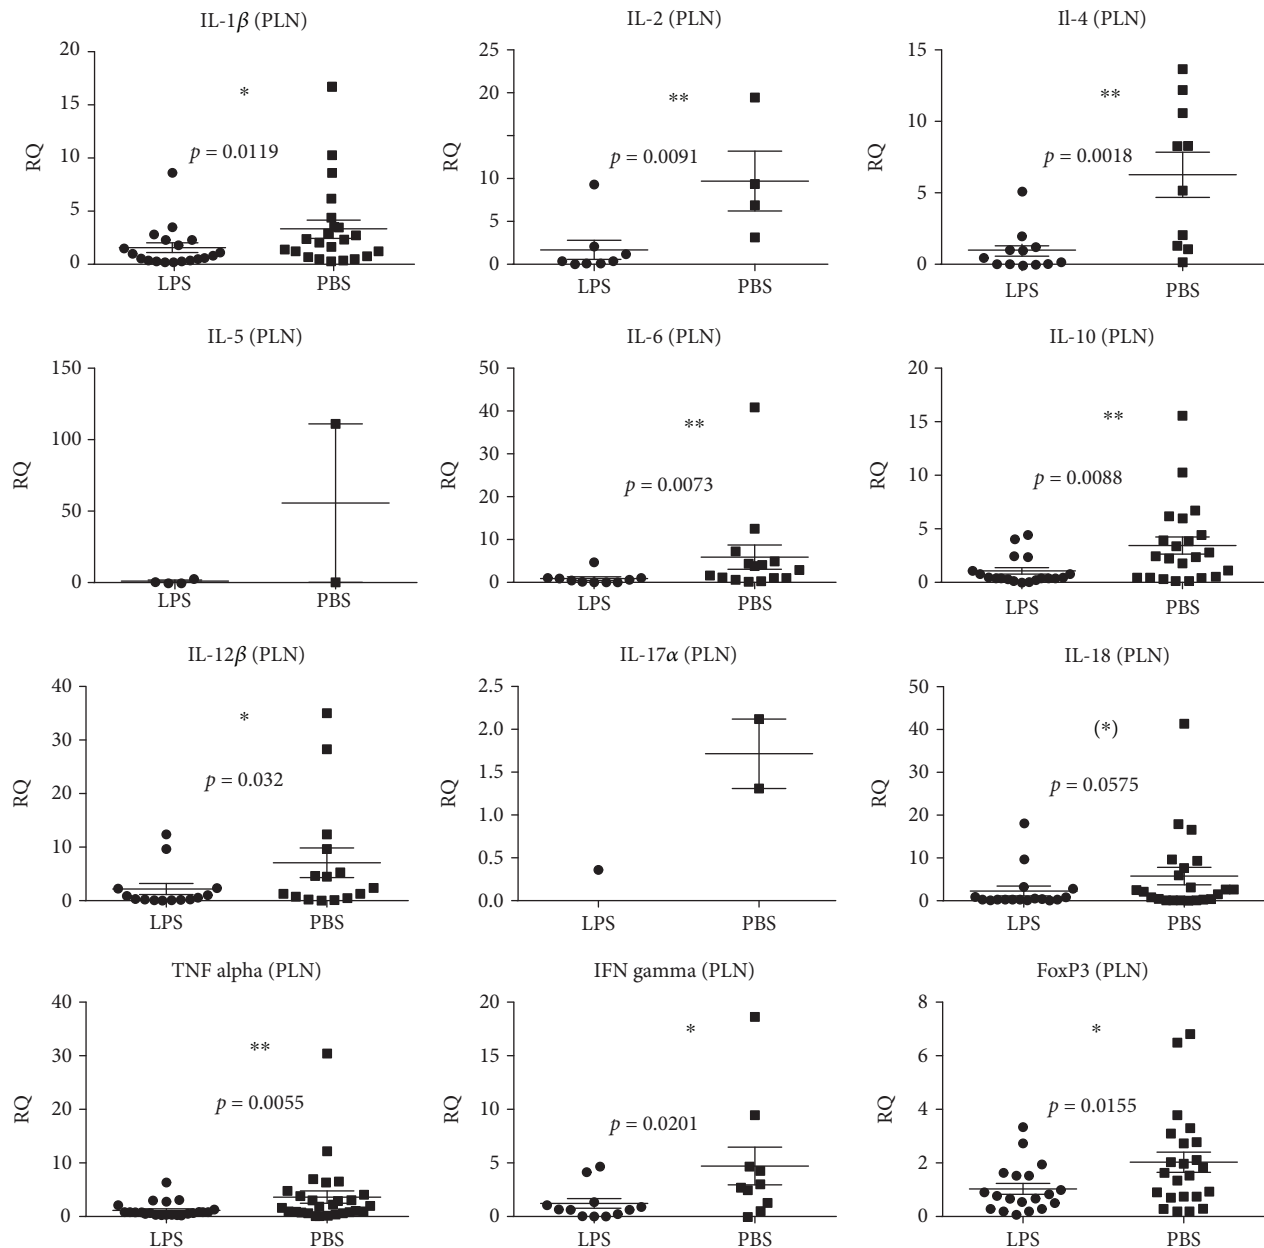 IL-1β (PLN)
20
15
10
5
0
RQ
*
p = 0.0119
LPS
PBS
IL-2 (PLN)
25
20
10
5
0
RQ
**
p = 0.0091
LPS
PBS
Il-4 (PLN)
15
10
5
0
RQ
**
p = 0.0018
LPS
PBS
IL-5 (PLN)
150
100
50
0
RQ
LPS
PBS
IL-6 (PLN)
50
40
30
20
10
0
RQ
**
p = 0.0073
LPS
PBS
IL-10 (PLN)
20
15
10
5
0
RQ
**
p = 0.0088
LPS
PBS
IL-12β (PLN)
40
30
20
10
0
RQ
*
p = 0.032
LPS
PBS
IL-17α (PLN)
2.5
2.0
1.5
1.0
0.5
0.0
RQ
LPS
PBS
IL-18 (PLN)
50
40
30
20
10
0
RQ
(*)
p = 0.0575
LPS
PBS
TNF alpha (PLN)
40
30
20
10
0
RQ
**
p = 0.0055
LPS
PBS
IFN gamma (PLN)
20
15
10
5
0
RQ
*
p = 0.0201
LPS
PBS
FoxP3 (PLN)
8
6
4
2
0
RQ
*
p = 0.0155
LPS
PBS